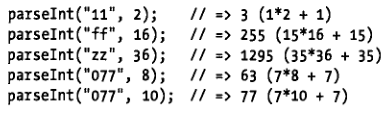 parseInt("11", 2);    // => 3 (1*2 + 1)
parseInt("ff", 16);   // => 255 (15*16 + 15)
parseInt("zz", 36);   // => 1295 (35*36 + 35)
parseInt("077", 8);   // => 63 (7*8 + 7)
parseInt("077", 10);  // => 77 (7*10 + 7)